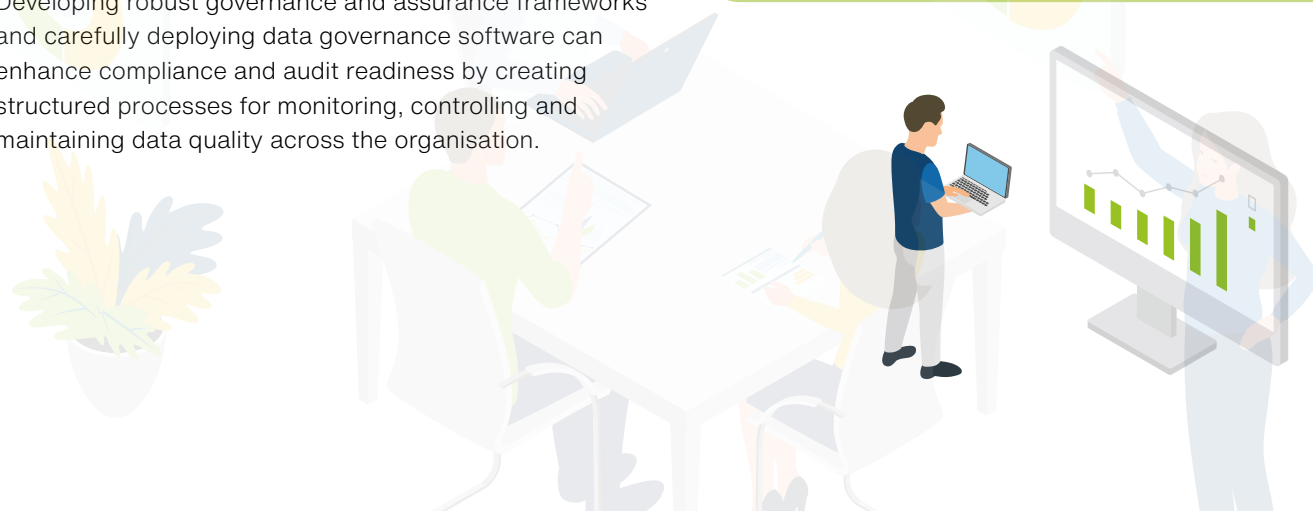 Developing robust governance and assurance frameworks
and carefully deploying data governance software can
enhance compliance and audit readiness by creating
structured processes for monitoring, controlling and
maintaining data quality across the organisation.